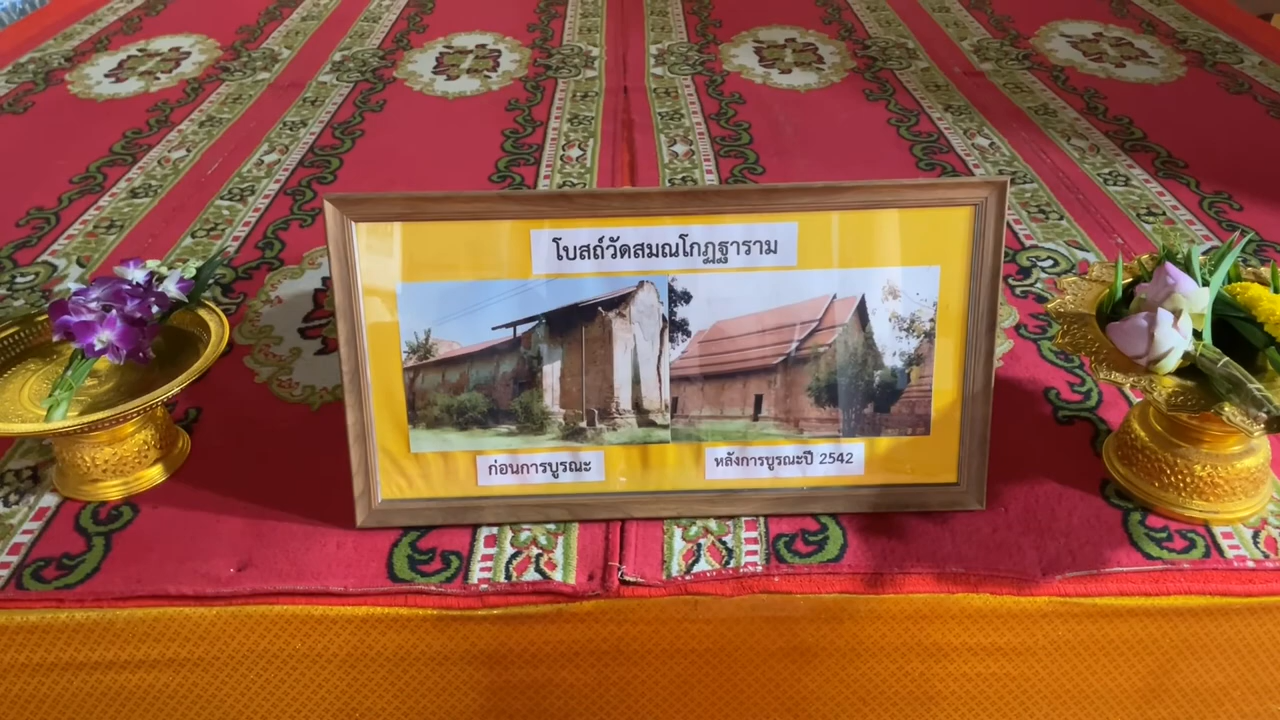 โบสถ์วัดสมณโกฏฐาราม
ก่อนการบูรณะ
หลังการบูรณะปี 2542